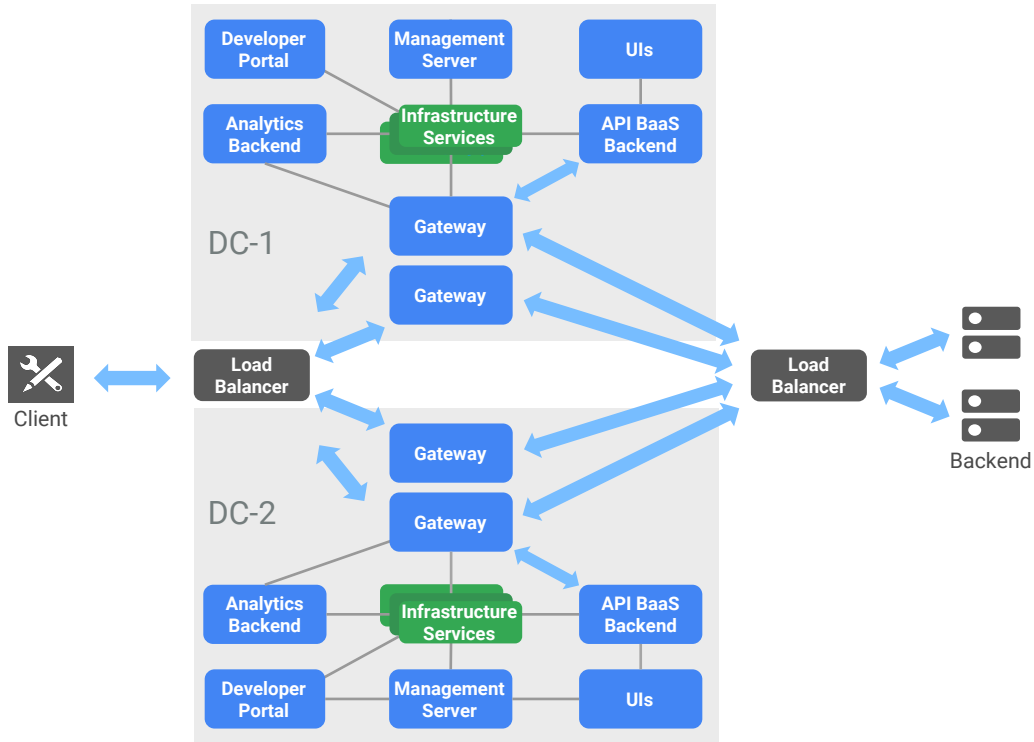 Developer
Portal
Management
Server
UIs
Analytics
Backend
Infrastructure
Services
API BaaS
Backend
DC-1
Gateway
Gateway
Client
Load
Balancer
Load
Balancer
Backend
DC-2
Gateway
Gateway
Analytics
Backend
Infrastructure
Services
API BaaS
Backend
Developer
Portal
Management
Server
UIs